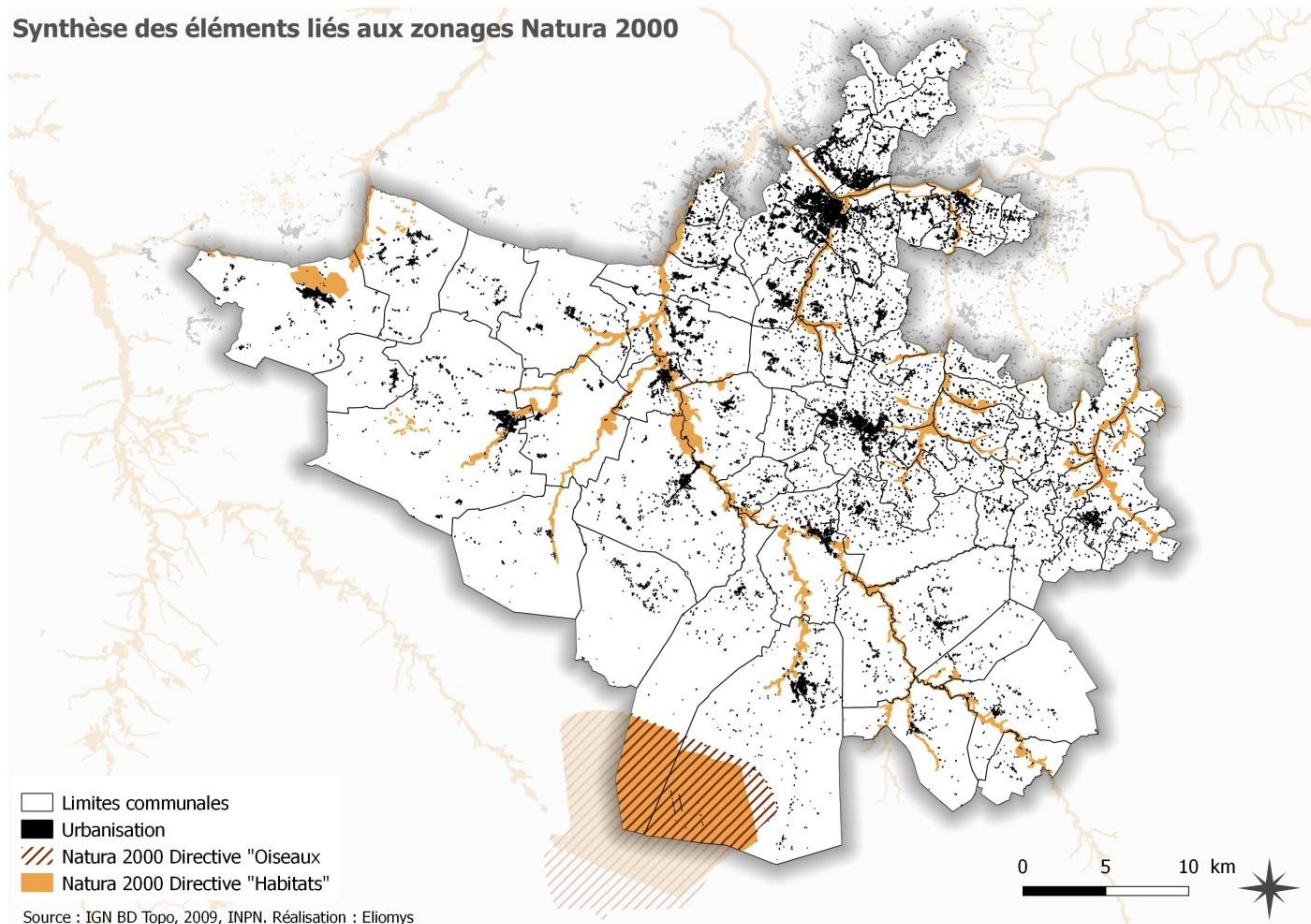 Synthèse des éléments liés aux zonages Natura 2000
Limites communales
Urbanisation
Natura 2000 Directive "Oiseaux
Natura 2000 Directive "Habitats"
0 5 10 km
Source : IGN BD Topo, 2009, INPN. Réalisation : Eliomys